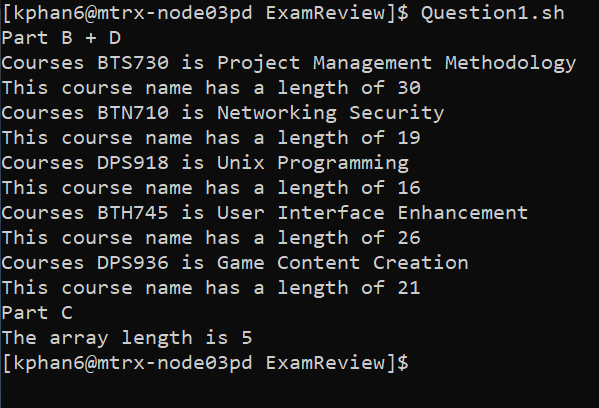 [kphan6@mtrx-node03pd ExamReview]$ Question1.sh
Part B + D
Courses BTS730 is Project Management Methodology
This course name has a length of 30
Courses BTN710 is Networking Security
This course name has a length of 19
Courses DPS918 is Unix Programming
This course name has a length of 16
Courses BTH745 is User Interface Enhancement
This course name has a length of 26
Courses DPS936 is Game Content Creation
This course name has a length of 21
Part C
The array length is 5
[kphan6@mtrx-node03pd ExamReview]$